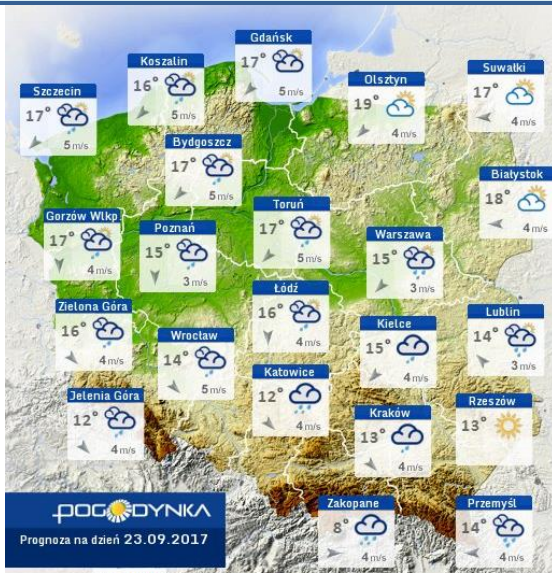 Gdańsk
17°
5 m/s
Koszalin
16°
5 m/s
Suwałki
17°
4 m/s
Olsztyn
19°
4 m/s
Szczecin
17°
5 m/s
Bydgoszcz
17°
5 m/s
Białystok
18°
4 m/s
Toruń
17°
5 m/s
Gorzów Wlkp.
17°
4 m/s
Poznań
15°
3 m/s
Warszawa
15°
3 m/s
Łódź
16°
4 m/s
Zielona Góra
16°
4 m/s
Lublin
14°
3 m/s
Kielce
15°
4 m/s
Wrocław
14°
5 m/s
Katowice
12°
4 m/s
Jelenia Góra
12°
4 m/s
Rzeszów
13°
Kraków
13°
4 m/s
Zakopane
8°
4 m/s
Przemyśl
14°
4 m/s
POGODYNKA
Prognoza na dzień 23.09.2017